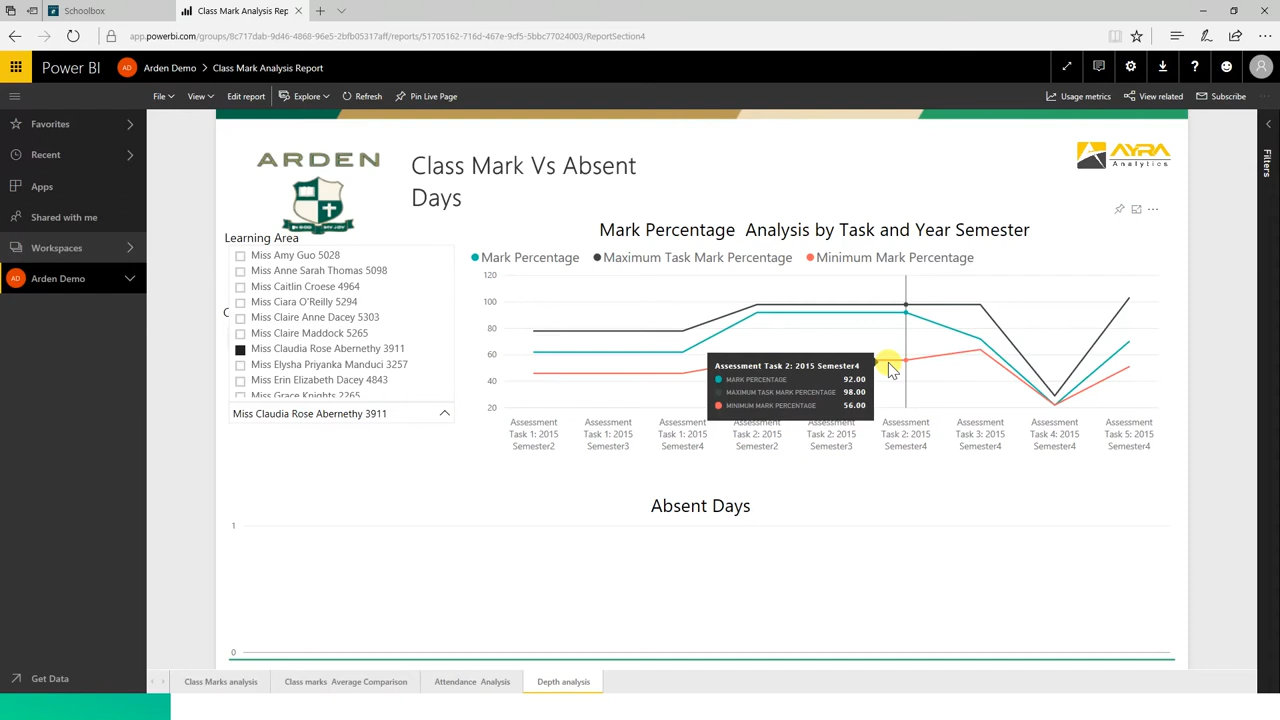 Schoolbox
Class Mark Analysis Rep
app.powerbi.com/groups/8c717dab-9d46-4868-96e5-2bfb05317aff/reports/51705162-716d-467e-9cf5-5bbc77024003/ReportSection4
Power BI
AD
Arden Demo
Class Mark Analysis Report
File
View
Edit report
Explore
Refresh
Pin Live Page
Usage metrics
View related
Subscribe
Favorites
Recent
Apps
Shared with me
Workspaces
AD
Arden Demo
Get Data
ARDEN
Class Mark Vs Absent
Days
AYRA
Analytics
Filters
Learning Area
Miss Amy Guo 5028
Miss Anne Sarah Thomas 5098
Miss Caitlin Croese 4964
Miss Ciara O'Reilly 5294
Miss Claire Anne Dacey 5303
Miss Claire Maddock 5265
Miss Claudia Rose Abernethy 3911
Miss Elysha Priyanka Manduci 3257
Miss Erin Elizabeth Dacey 4843
Miss Grace Knights 2265
Miss Claudia Rose Abernethy 3911
Mark Percentage Analysis by Task and Year Semester
Mark Percentage
Maximum Task Mark Percentage
Minimum Mark Percentage
120
100
80
60
40
20
Assessment Task 2: 2015 Semester4
MARK PERCENTAGE 92.00
MAXIMUM TASK MARK PERCENTAGE 98.00
MINIMUM MARK PERCENTAGE 56.00
Assessment
Task 1: 2015
Semester2
Assessment
Task 1: 2015
Semester3
Assessment
Task 1: 2015
Semester4
Assessment
Task 2: 2015
Semester2
Assessment
Task 2: 2015
Semester3
Assessment
Task 2: 2015
Semester4
Assessment
Task 3: 2015
Semester4
Assessment
Task 4: 2015
Semester4
Assessment
Task 5: 2015
Semester4
Absent Days
1
0
Class Marks analysis
Class marks Average Comparison
Attendance Analysis
Depth analysis